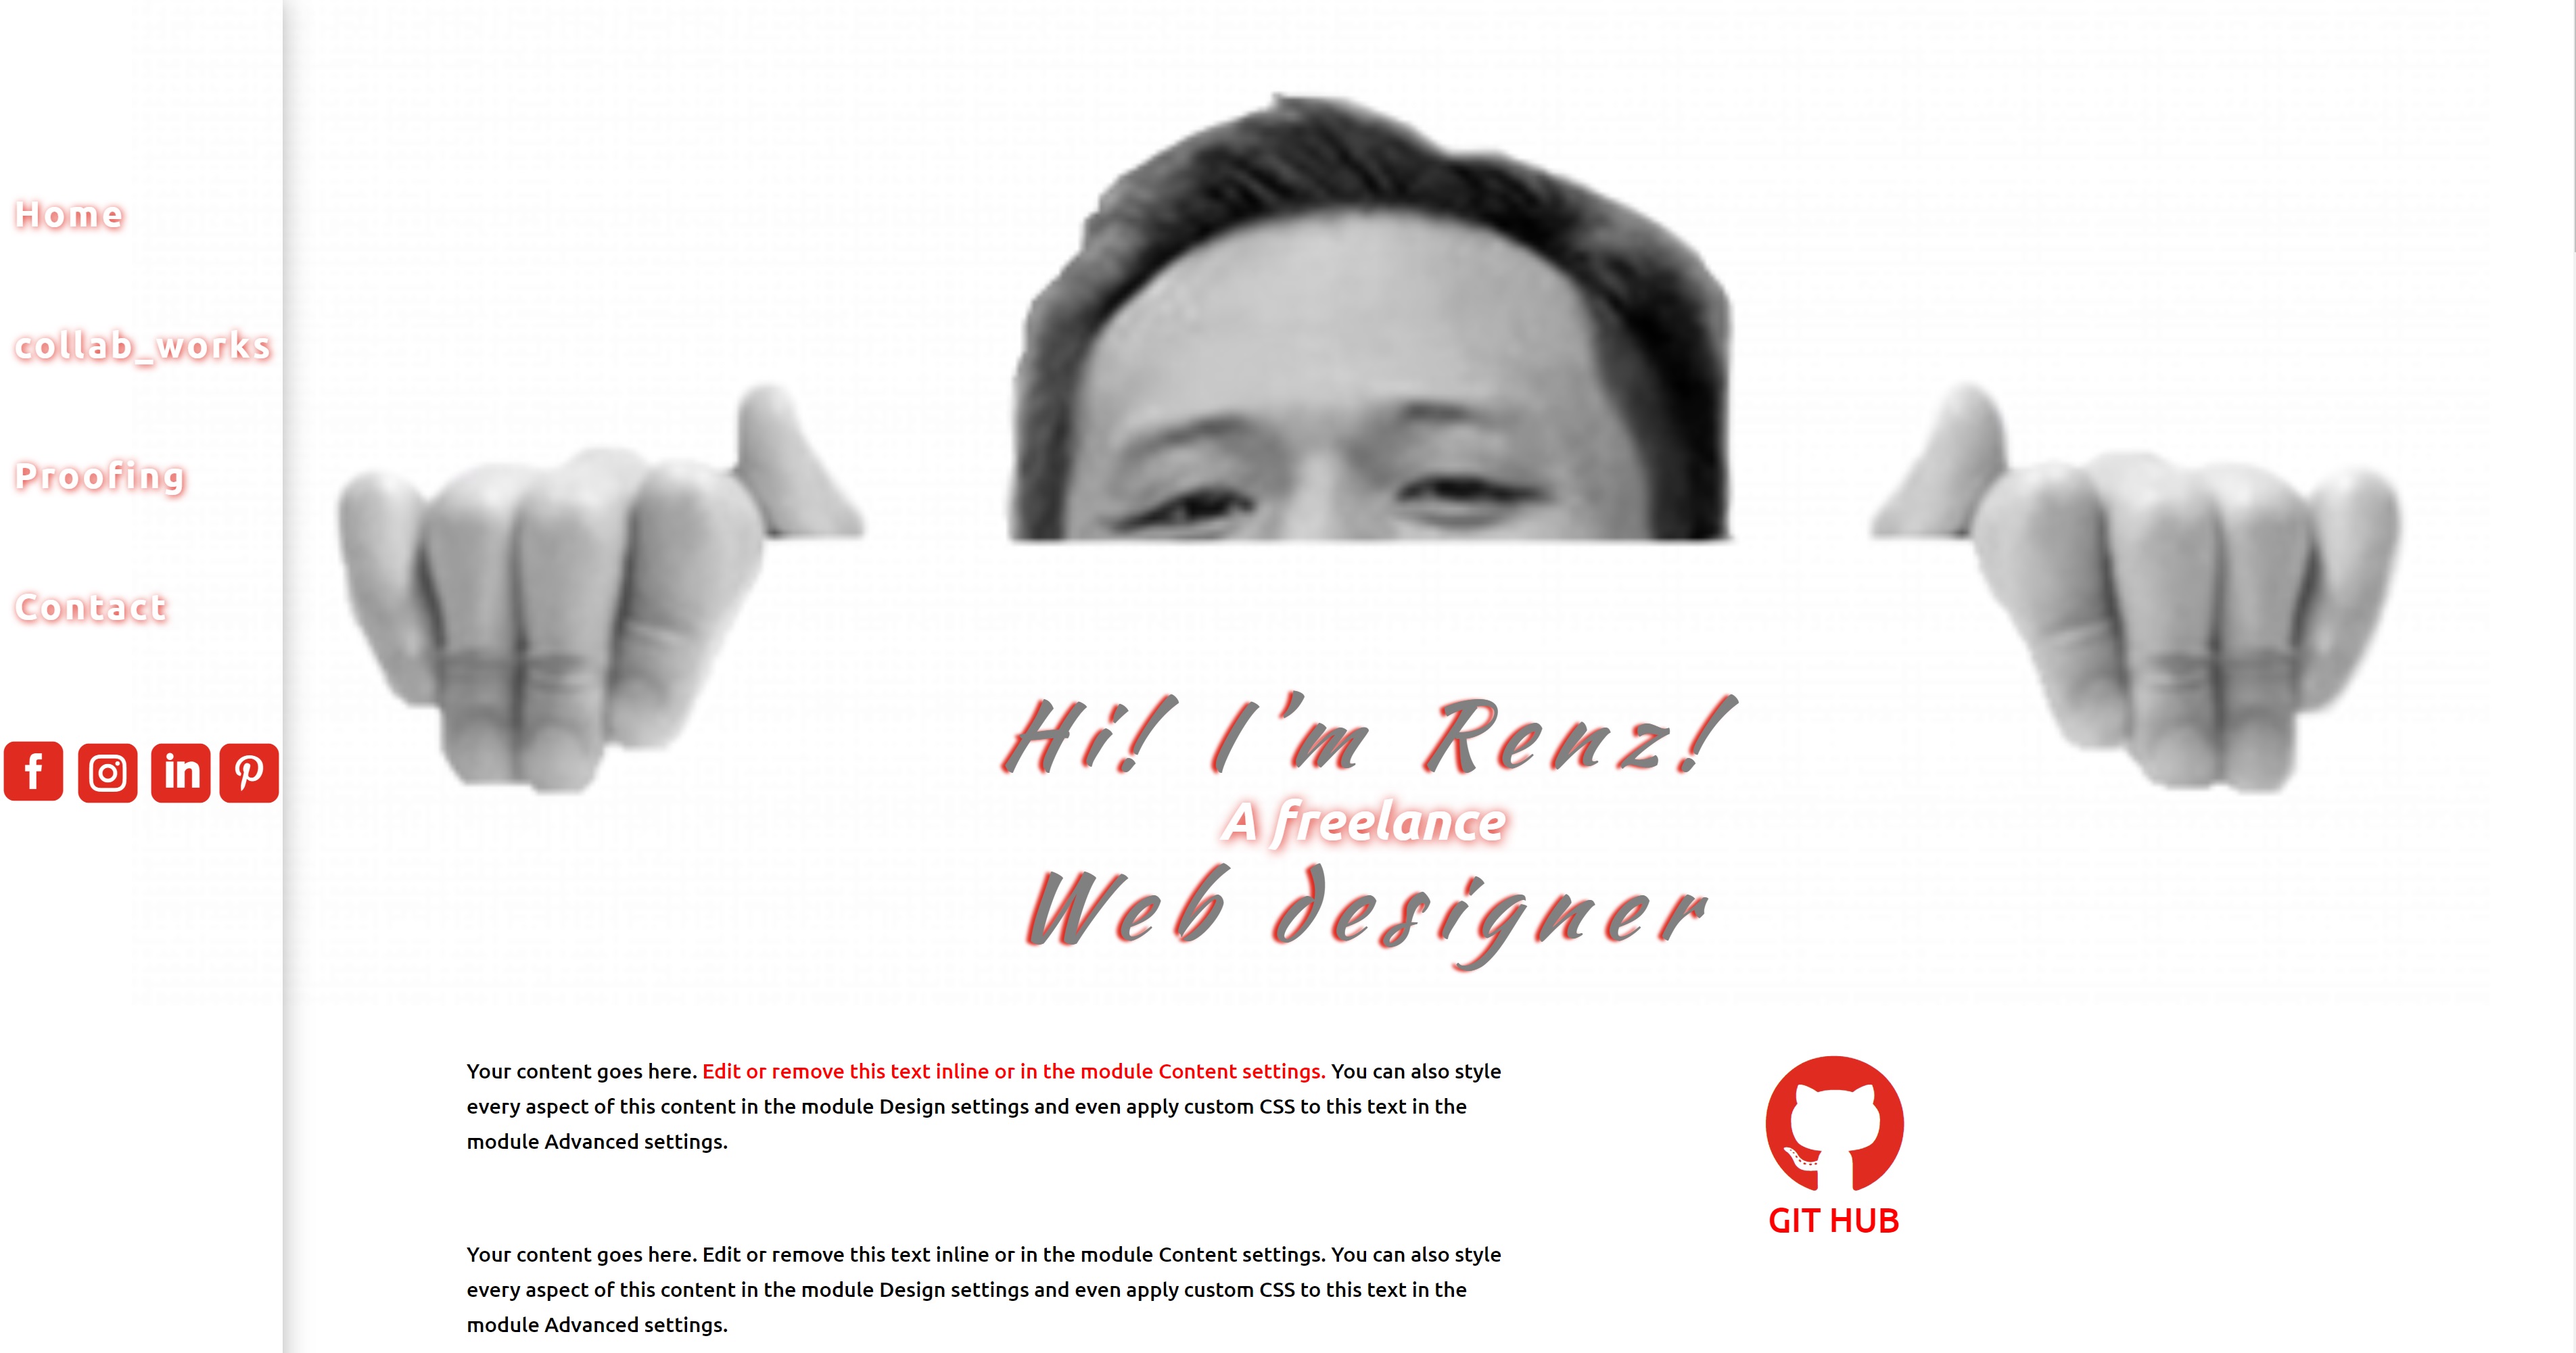 Home
collab_works
Proofing
Contact
Hi! I'm Renz!
A freelance
Web designer
Your content goes here. Edit or remove this text inline or in the module Content settings. You can also style
every aspect of this content in the module Design settings and even apply custom CSS to this text in the
module Advanced settings.
GIT HUB
Your content goes here. Edit or remove this text inline or in the module Content settings. You can also style
every aspect of this content in the module Design settings and even apply custom CSS to this text in the
module Advanced settings.